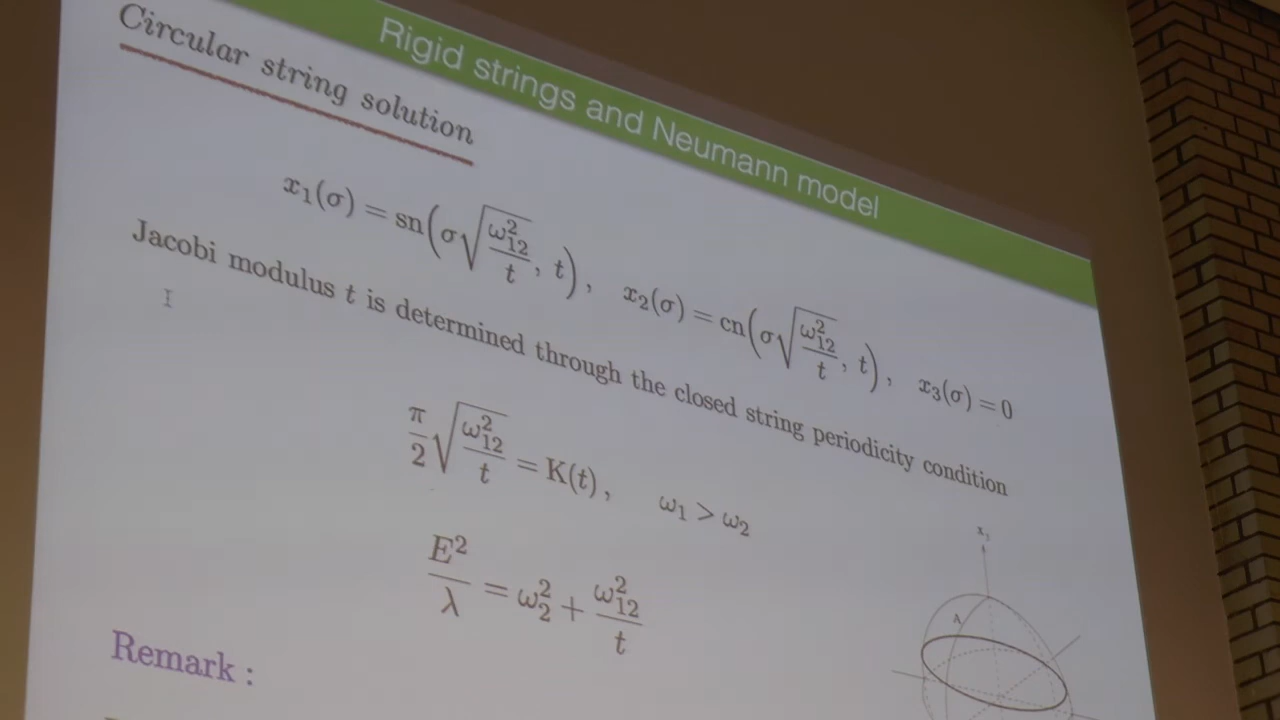 Rigid strings and Neumann model
Circular string solution
x₁(σ) = sn(σ√(ω₁₂²/t), t), x₂(σ) = cn(σ√(ω₁₂²/t), t), x₃(σ) = 0
Jacobi modulus t is determined through the closed string periodicity condition
π/2 √(ω₁₂²/t) = K(t), ω₁ > ω₂
E²/λ = ω₂² + ω₁₂²/t
Remark :